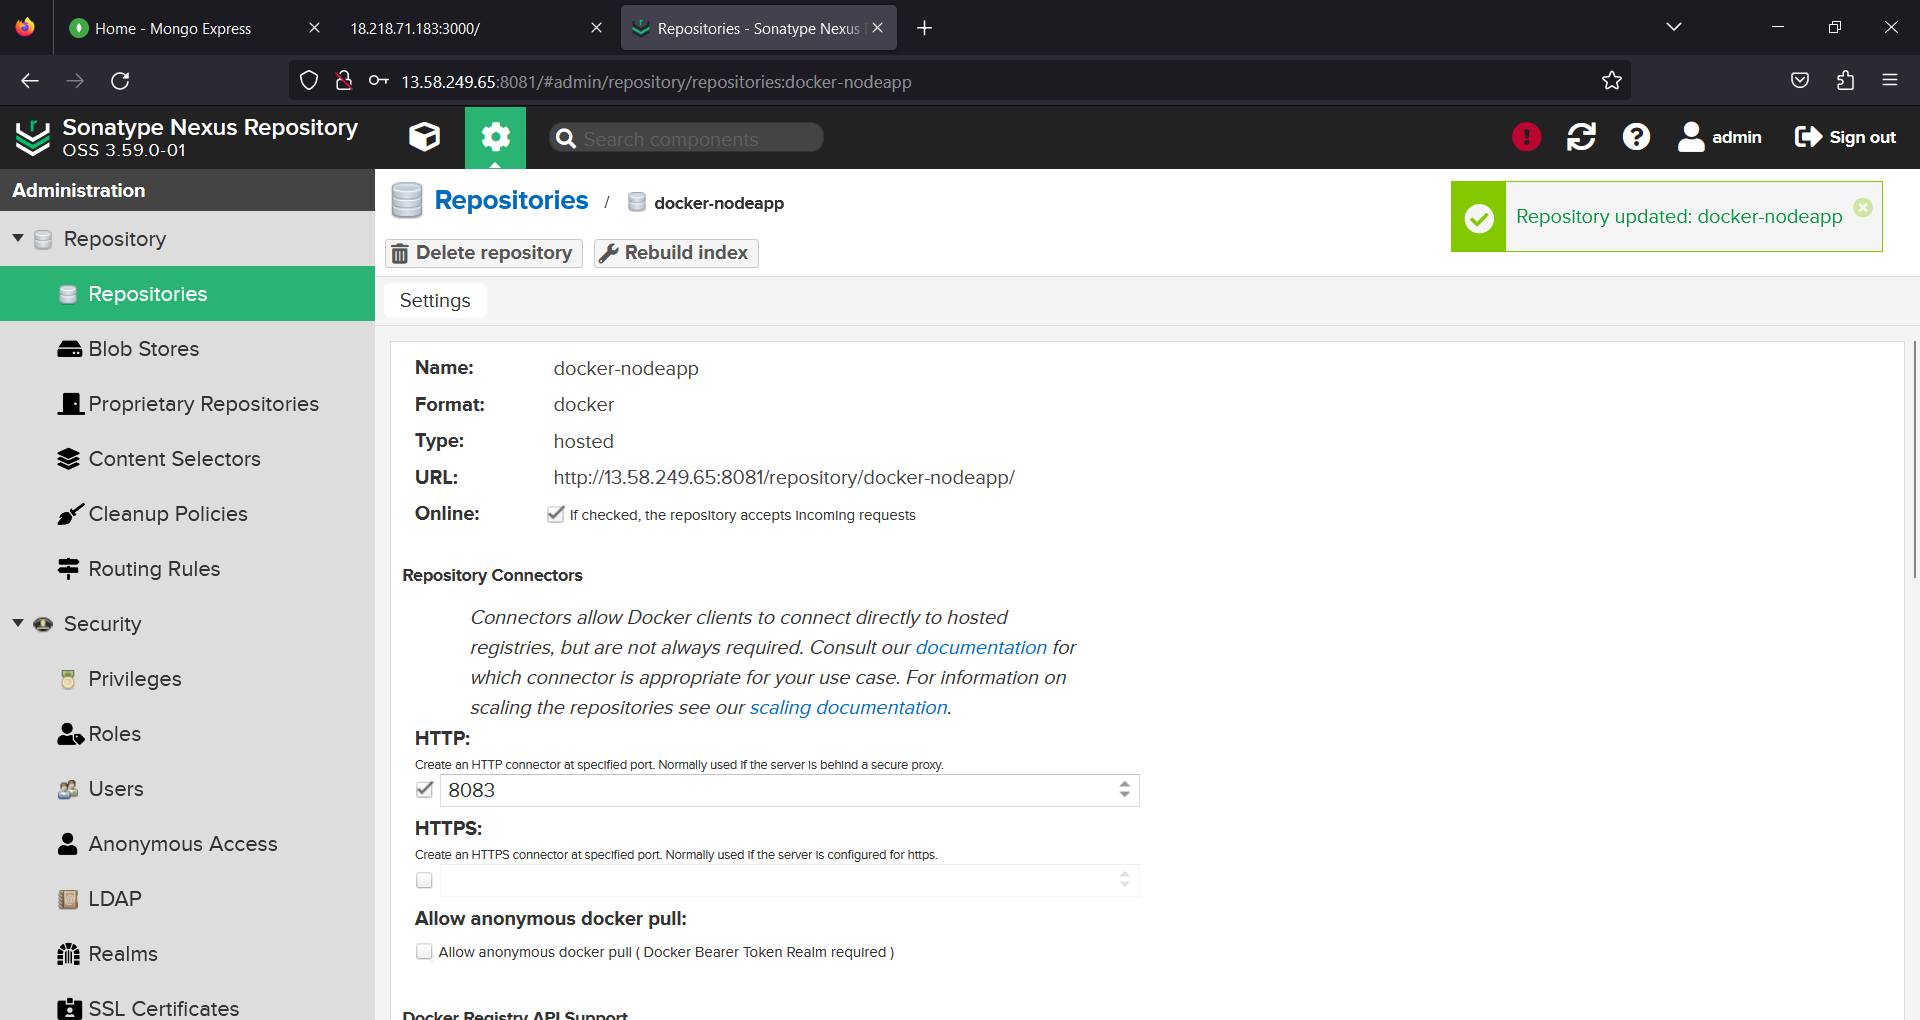 Home - Mongo Express
18.218.71.183:3000/
Repositories - Sonatype Nexus
13.58.249.65:8081/#admin/repository/repositories:docker-nodeapp
Sonatype Nexus Repository
OSS 3.59.0-01
Search components
admin
Sign out
Administration
Repository
Repositories
Blob Stores
Proprietary Repositories
Content Selectors
Cleanup Policies
Routing Rules
Security
Privileges
Roles
Users
Anonymous Access
LDAP
Realms
SSL Certificates
Repositories / docker-nodeapp
Repository updated: docker-nodeapp
Delete repository
Rebuild index
Settings
Name: docker-nodeapp
Format: docker
Type: hosted
URL: http://13.58.249.65:8081/repository/docker-nodeapp/
Online: If checked, the repository accepts incoming requests
Repository Connectors
Connectors allow Docker clients to connect directly to hosted
registries, but are not always required. Consult our documentation for
which connector is appropriate for your use case. For information on
scaling the repositories see our scaling documentation.
HTTP:
Create an HTTP connector at specified port. Normally used if the server is behind a secure proxy.
8083
HTTPS:
Create an HTTPS connector at specified port. Normally used if the server is configured for https.
Allow anonymous docker pull:
Allow anonymous docker pull ( Docker Bearer Token Realm required )
Docker Registry API Support